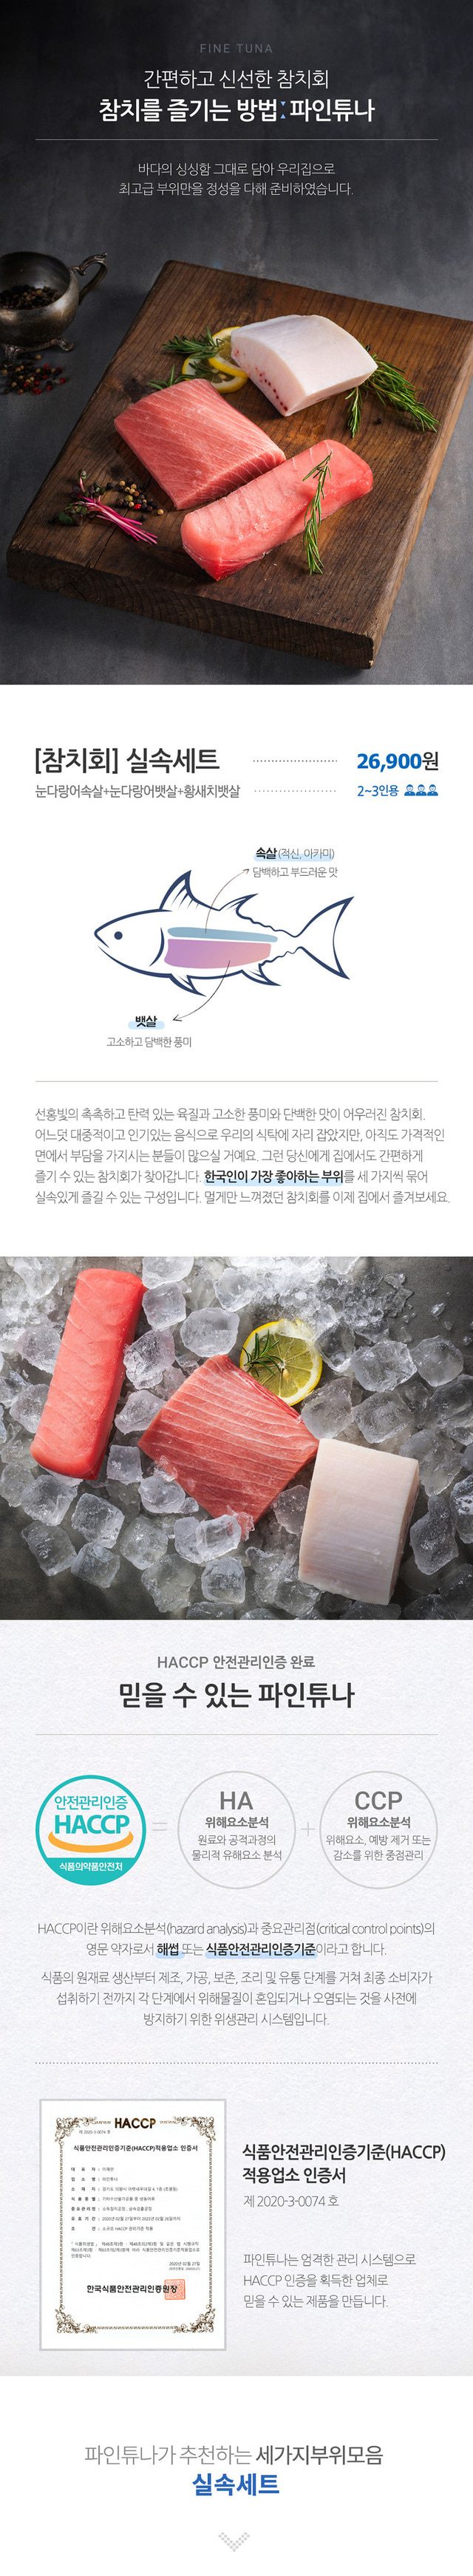 FINE TUNA
간편하고 신선한 참치회
참치를 즐기는 방법: 파인튜나
바다의 싱싱함 그대로 담아 우리집으로
최고급 부위만을 정성을 다해 준비하였습니다.
[참치회] 실속세트 26,900원
눈다랑어속살+눈다랑어뱃살+황새치뱃살 2~3인용
속살 (적신, 아카미)
담백하고 부드러운 맛
뱃살
고소하고 담백한 풍미
선홍빛의 촉촉하고 탄력 있는 육질과 고소한 풍미와 단백한 맛이 어우러진 참치회.
어느덧 대중적이고 인기있는 음식으로 우리의 식탁에 자리 잡았지만, 아직도 가격적인
면에서 부담을 가지시는 분들이 많으실 거예요. 그런 당신에게 집에서도 간편하게
즐기 수 있는 참치회가 찾아갑니다. 한국인이 가장 좋아하는 부위를 세 가지씩 묶어
실속있게 즐길 수 있는 구성입니다. 멀게만 느껴졌던 참치회를 이제 집에서 즐겨보세요.
HACCP 안전관리인증 완료
믿을 수 있는 파인튜나
안전관리인증
HACCP
식품의약품안전처
=
HA
위해요소분석
원료와 공격과정의
물리적 유해요소 분석
+
CCP
위해요소분석
위해요소, 예방 제거 또는
감소를 위한 중점관리
HACCP이란 위해요소분석(hazard analysis)과 중요관리점(critical control points)의
영문 약자로서 해썹 또는 식품안전관리인증기준이라고 합니다.
식품의 원재료 생산부터 제조, 가공, 보존, 조리 및 유통 단계를 거쳐 최종 소비자가
섭취하기 전까지 각 단계에서 위해물질이 혼입되거나 오염되는 것을 사전에
방지하기 위한 위생관리 시스템입니다.
제 2020-3-0074 호
HACCP
식품안전관리인증기준(HACCP)적용업소 인증서
한국식품안전관리인증원장
식품안전관리인증기준(HACCP)
적용업소 인증서
제 2020-3-0074 호
파인튜나는 엄격한 관리 시스템으로
HACCP 인증을 획득한 업체로
믿을 수 있는 제품을 만듭니다.
파인튜나가 추천하는 세가지부위모음
실속세트